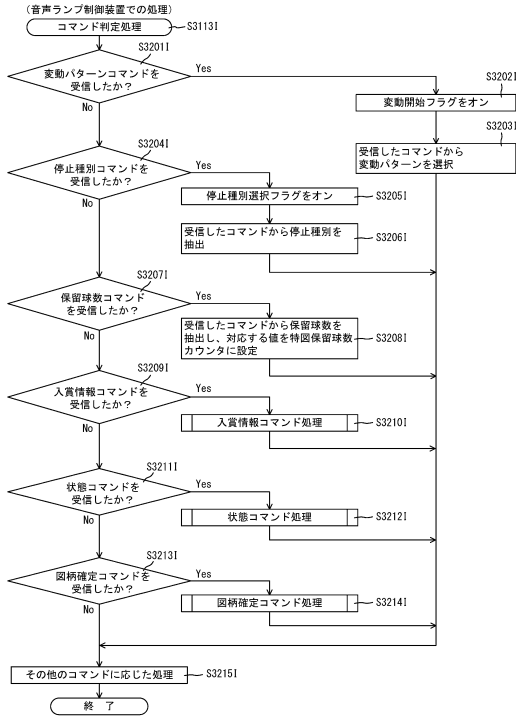 (音声ランプ制御装置での処理)
コマンド判定処理
S3113I
S3201I
変動パターンコマンドを
受信したか?
Yes
No
S3202I
変動開始フラグをオン
S3203I
受信したコマンドから
変動パターンを選択
S3204I
停止種別コマンドを
受信したか?
Yes
No
停止種別選択フラグをオン
S3205I
受信したコマンドから停止種別を
抽出
S3206I
S3207I
保留球数コマンド
を受信したか?
Yes
No
受信したコマンドから保留球数を
抽出し、対応する値を特図保留球数
カウンタに設定
S3208I
S3209I
入賞情報コマンドを
受信したか?
Yes
No
入賞情報コマンド処理
S3210I
S3211I
状態コマンドを
受信したか?
Yes
No
状態コマンド処理
S3212I
S3213I
図柄確定コマンドを
受信したか?
Yes
No
図柄確定コマンド処理
S3214I
その他のコマンドに応じた処理
S3215I
終 了